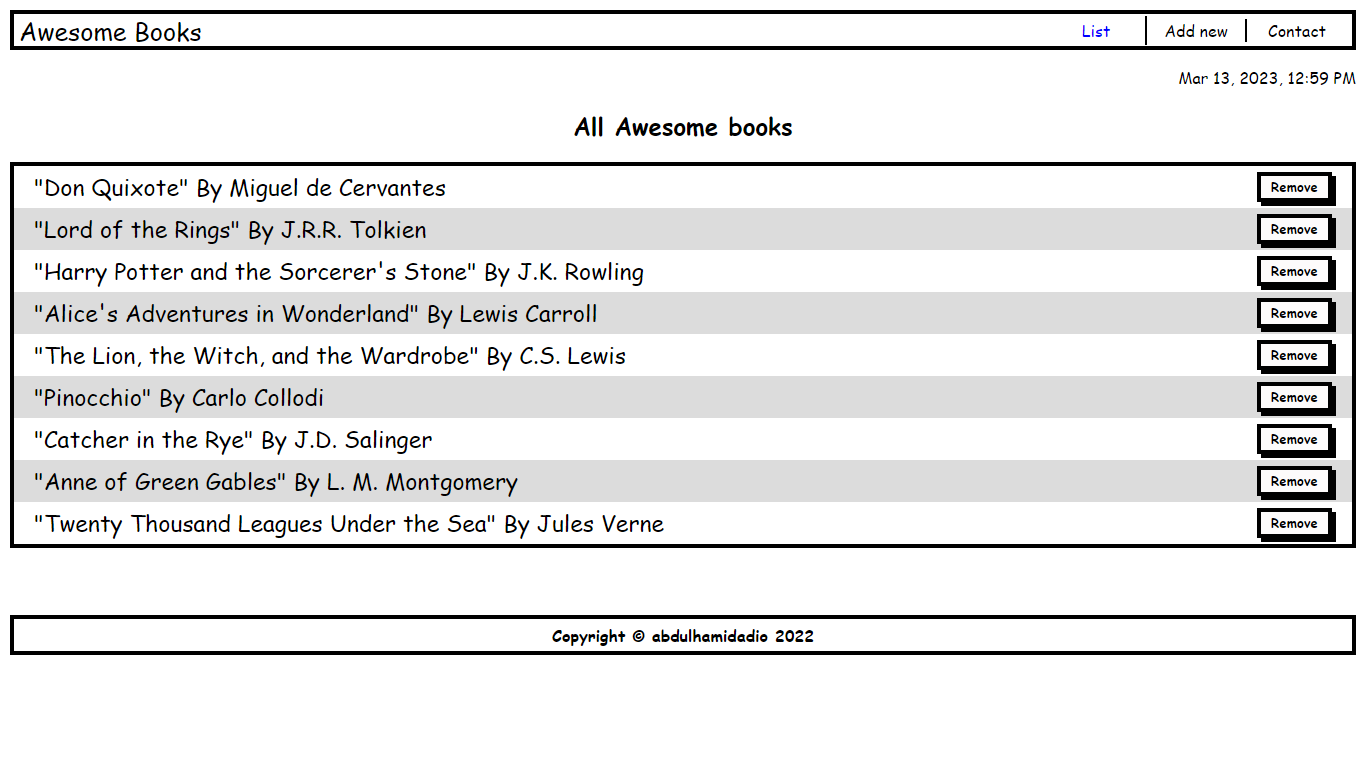 Awesome Books List Add new Contact
Mar 13, 2023, 12:59 PM
All Awesome books
"Don Quixote" By Miguel de Cervantes Remove
"Lord of the Rings" By J.R.R. Tolkien Remove
"Harry Potter and the Sorcerer's Stone" By J.K. Rowling Remove
"Alice's Adventures in Wonderland" By Lewis Carroll Remove
"The Lion, the Witch, and the Wardrobe" By C.S. Lewis Remove
"Pinocchio" By Carlo Collodi Remove
"Catcher in the Rye" By J.D. Salinger Remove
"Anne of Green Gables" By L. M. Montgomery Remove
"Twenty Thousand Leagues Under the Sea" By Jules Verne Remove
Copyright © abdulhamidadio 2022